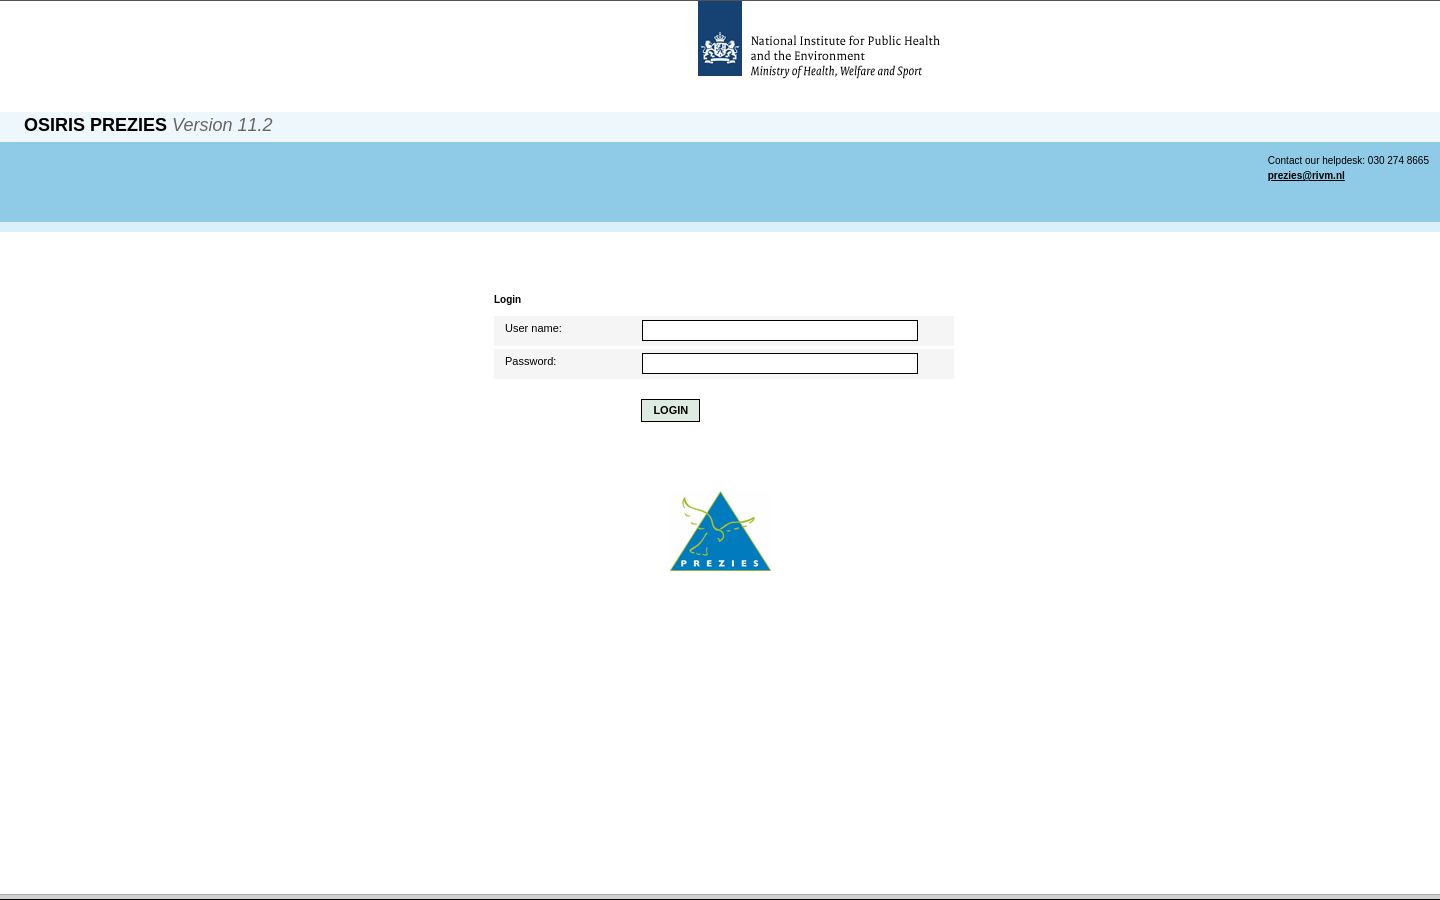 National Institute for Public Health
and the Environment
Ministry of Health, Welfare and Sport
OSIRIS PREZIES Version 11.2
Contact our helpdesk: 030 274 8665
prezies@rivm.nl
Login
User name:
Password:
LOGIN
PREZIES